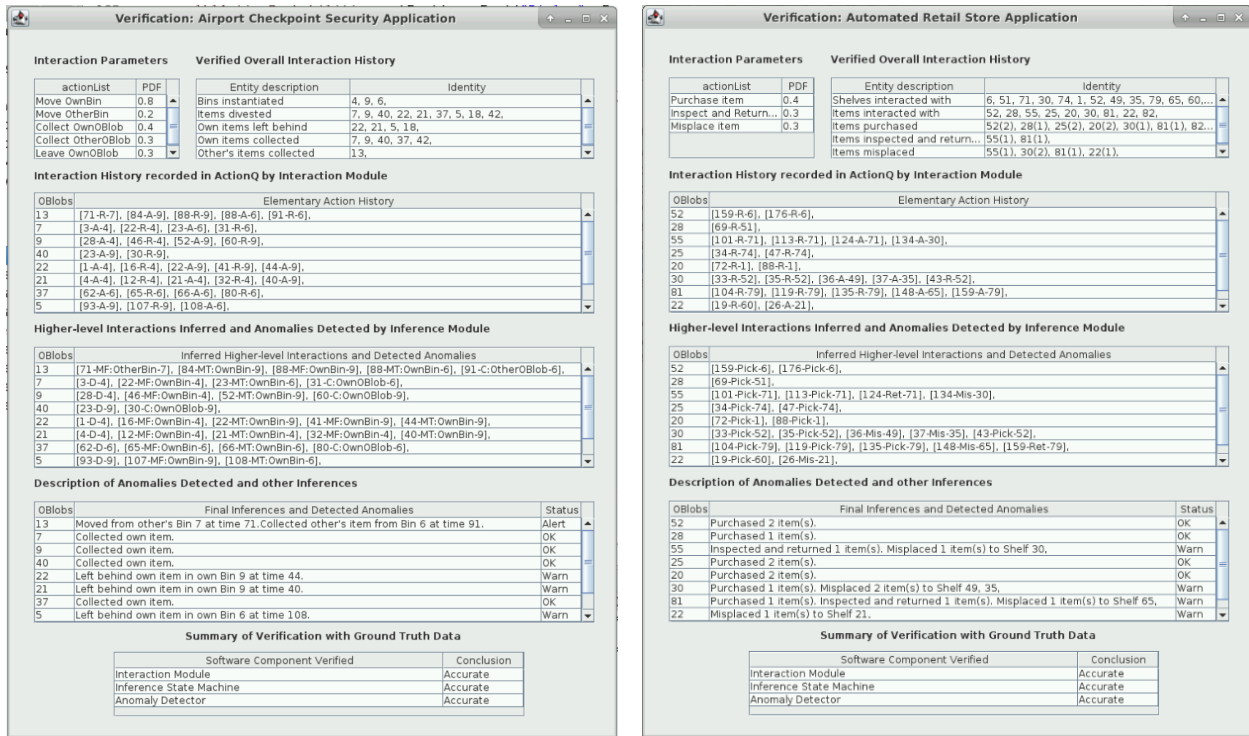 Verification: Airport Checkpoint Security Application
Interaction Parameters
actionList PDF
Move OwnBin 0.8
Move OtherBin 0.2
Collect OwnOBlob 0.4
Collect OtherOBlob 0.3
Leave OwnOBlob 0.3
Verified Overall Interaction History
Entity description Identity
Bins instantiated 4, 9, 6,
Items divested 7, 9, 40, 22, 21, 37, 5, 18, 42,
Own items left behind 22, 21, 5, 18,
Own items collected 7, 9, 40, 37, 42,
Other's items collected 13,
Interaction History recorded in ActionQ by Interaction Module
OBlobs Elementary Action History
13 [71-R-7], [84-A-9], [88-R-9], [88-A-6], [91-R-6],
7 [3-A-4], [22-R-4], [23-A-6], [31-R-6],
9 [28-A-4], [46-R-4], [52-A-9], [60-R-9],
40 [23-A-9], [30-R-9],
22 [1-A-4], [16-R-4], [22-A-9], [41-R-9], [44-A-9],
21 [4-A-4], [12-R-4], [21-A-4], [32-R-4], [40-A-9],
37 [62-A-6], [65-R-6], [66-A-6], [80-R-6],
5 [93-A-9], [107-R-9], [108-A-6],
Higher-level Interactions Inferred and Anomalies Detected by Inference Module
OBlobs Inferred Higher-level Interactions and Detected Anomalies
13 [71-MF:OtherBin-7], [84-MT:OwnBin-9], [88-MF:OwnBin-9], [88-MT:OwnBin-6], [91-C:OtherOBlob-6],
7 [3-D-4], [22-MF:OwnBin-4], [23-MT:OwnBin-6], [31-C:OwnOBlob-6],
9 [28-D-4], [46-MF:OwnBin-4], [52-MT:OwnBin-9], [60-C:OwnOBlob-9],
40 [23-D-9], [30-C:OwnOBlob-9],
22 [1-D-4], [16-MF:OwnBin-4], [22-MT:OwnBin-9], [41-MF:OwnBin-9], [44-MT:OwnBin-9],
21 [4-D-4], [12-MF:OwnBin-4], [21-MT:OwnBin-4], [32-MF:OwnBin-4], [40-MT:OwnBin-9],
37 [62-D-6], [65-MF:OwnBin-6], [66-MT:OwnBin-6], [80-C:OwnOBlob-6],
5 [93-D-9], [107-MF:OwnBin-9], [108-MT:OwnBin-6],
Description of Anomalies Detected and other Inferences
OBlobs Final Inferences and Detected Anomalies Status
13 Moved from other's Bin 7 at time 71.Collected other's item from Bin 6 at time 91. Alert
7 Collected own item. OK
9 Collected own item. OK
40 Collected own item. OK
22 Left behind own item in own Bin 9 at time 44. Warn
21 Left behind own item in own Bin 9 at time 40. Warn
37 Collected own item. OK
5 Left behind own item in own Bin 6 at time 108. Warn
Summary of Verification with Ground Truth Data
Software Component Verified Conclusion
Interaction Module Accurate
Inference State Machine Accurate
Anomaly Detector Accurate
Verification: Automated Retail Store Application
Interaction Parameters
actionList PDF
Purchase item 0.4
Inspect and Return... 0.3
Misplace item 0.3
Verified Overall Interaction History
Entity description Identity
Shelves interacted with 6, 51, 71, 30, 74, 1, 52, 49, 35, 79, 65, 60,...
Items interacted with 52, 28, 55, 25, 20, 30, 81, 22, 82,
Items purchased 52(2), 28(1), 25(2), 20(2), 30(1), 81(1), 82...
Items inspected and return... 55(1), 81(1),
Items misplaced 55(1), 30(2), 81(1), 22(1),
Interaction History recorded in ActionQ by Interaction Module
OBlobs Elementary Action History
52 [159-R-6], [176-R-6],
28 [69-R-51],
55 [101-R-71], [113-R-71], [124-A-71], [134-A-30],
25 [34-R-74], [47-R-74],
20 [72-R-1], [88-R-1],
30 [33-R-52], [35-R-52], [36-A-49], [37-A-35], [43-R-52],
81 [104-R-79], [119-R-79], [135-R-79], [148-A-65], [159-A-79],
22 [19-R-60], [26-A-21],
Higher-level Interactions Inferred and Anomalies Detected by Inference Module
OBlobs Inferred Higher-level Interactions and Detected Anomalies
52 [159-Pick-6], [176-Pick-6],
28 [69-Pick-51],
55 [101-Pick-71], [113-Pick-71], [124-Ret-71], [134-Mis-30],
25 [34-Pick-74], [47-Pick-74],
20 [72-Pick-1], [88-Pick-1],
30 [33-Pick-52], [35-Pick-52], [36-Mis-49], [37-Mis-35], [43-Pick-52],
81 [104-Pick-79], [119-Pick-79], [135-Pick-79], [148-Mis-65], [159-Ret-79],
22 [19-Pick-60], [26-Mis-21],
Description of Anomalies Detected and other Inferences
OBlobs Final Inferences and Detected Anomalies Status
52 Purchased 2 item(s). OK
28 Purchased 1 item(s). OK
55 Inspected and returned 1 item(s). Misplaced 1 item(s) to Shelf 30, Warn
25 Purchased 2 item(s). OK
20 Purchased 2 item(s). OK
30 Purchased 1 item(s). Misplaced 2 item(s) to Shelf 49, 35, Warn
81 Purchased 1 item(s). Inspected and returned 1 item(s). Misplaced 1 item(s) to Shelf 65, Warn
22 Misplaced 1 item(s) to Shelf 21, Warn
Summary of Verification with Ground Truth Data
Software Component Verified Conclusion
Interaction Module Accurate
Inference State Machine Accurate
Anomaly Detector Accurate